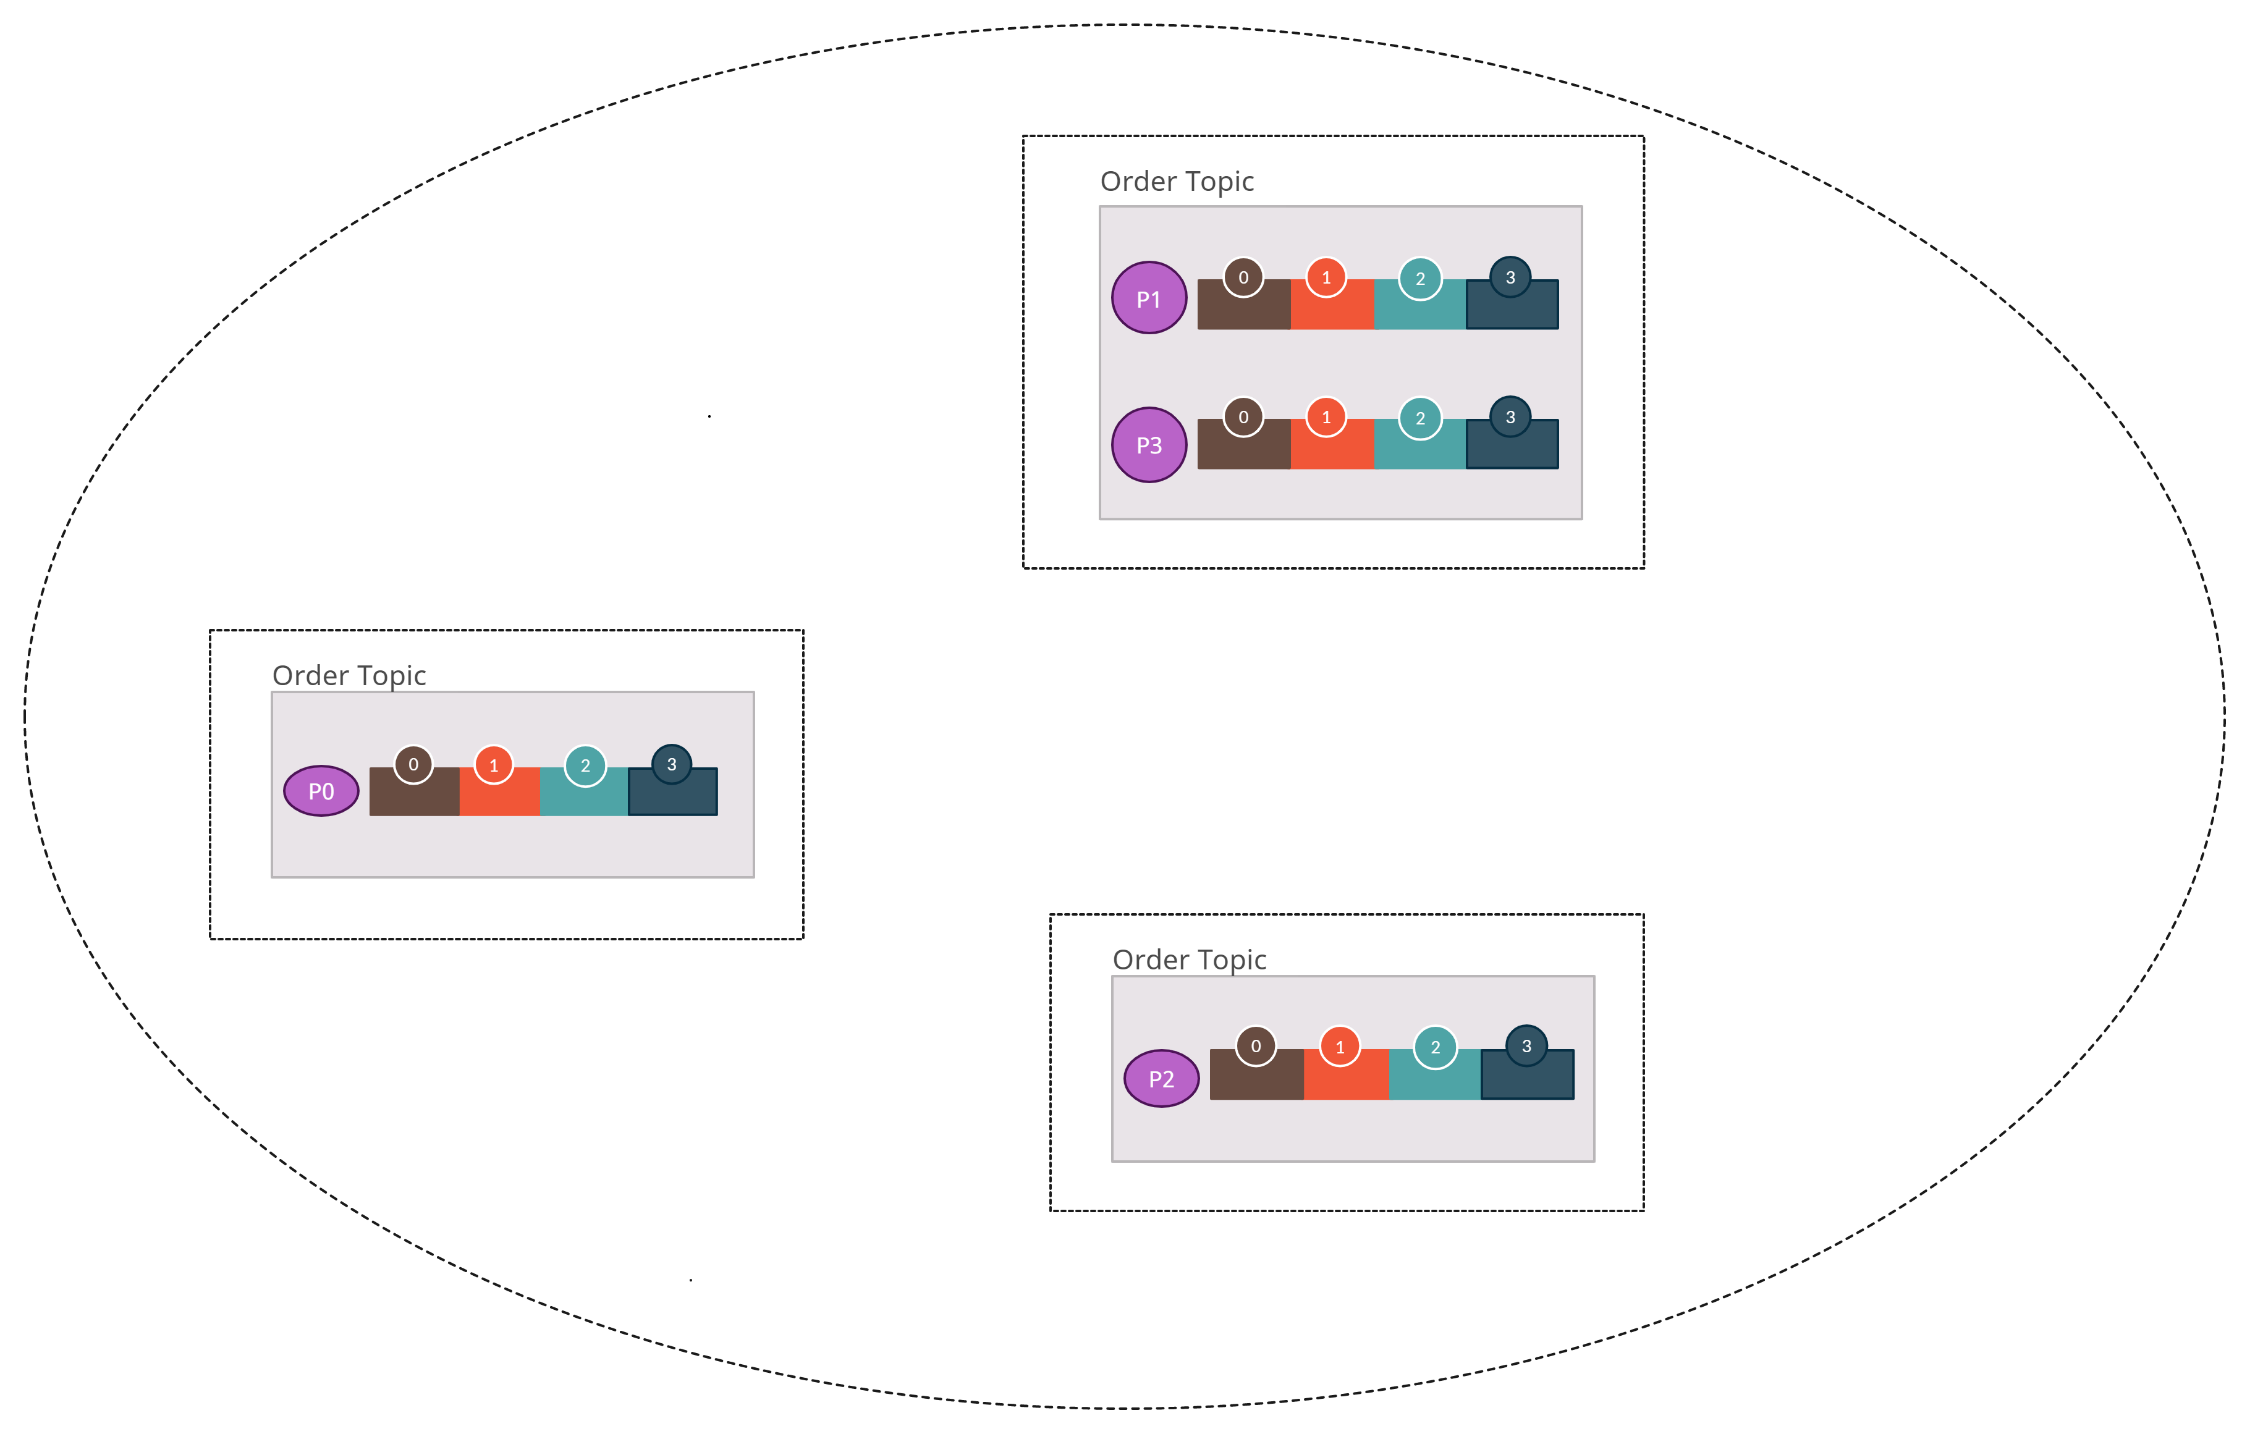 Order Topic
P1 0 1 2 3
P3 0 1 2 3
Order Topic
P0 0 1 2 3
Order Topic
P2 0 1 2 3